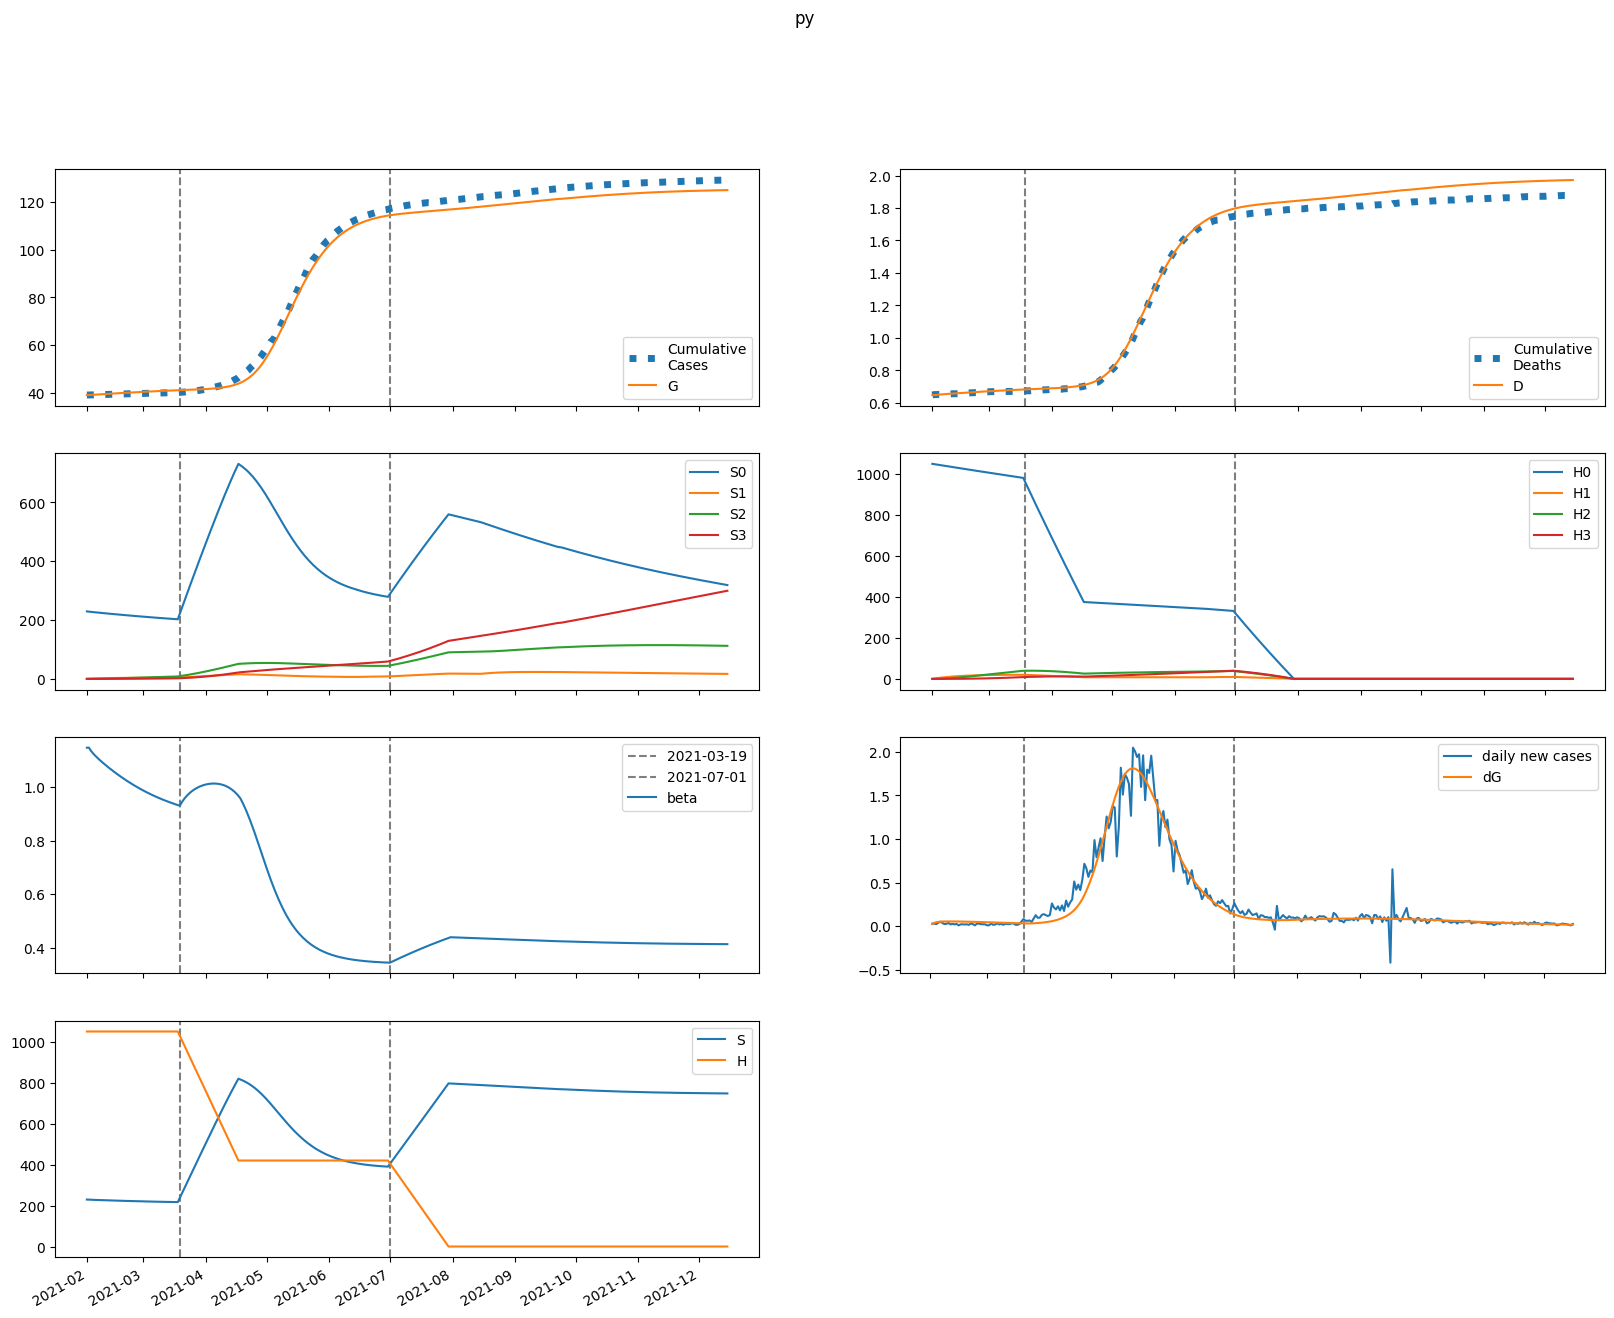 py
120
100
80
60
40
Cumulative
Cases
G
2.0
1.8
1.6
1.4
1.2
1.0
0.8
0.6
Cumulative
Deaths
D
600
400
200
0
S0
S1
S2
S3
1000
800
600
400
200
0
H0
H1
H2
H3
1.0
0.8
0.6
0.4
2021-03-19
2021-07-01
beta
2.0
1.5
1.0
0.5
0.0
−0.5
daily new cases
dG
1000
800
600
400
200
0
S
H
2021-02
2021-03
2021-04
2021-05
2021-06
2021-07
2021-08
2021-09
2021-10
2021-11
2021-12